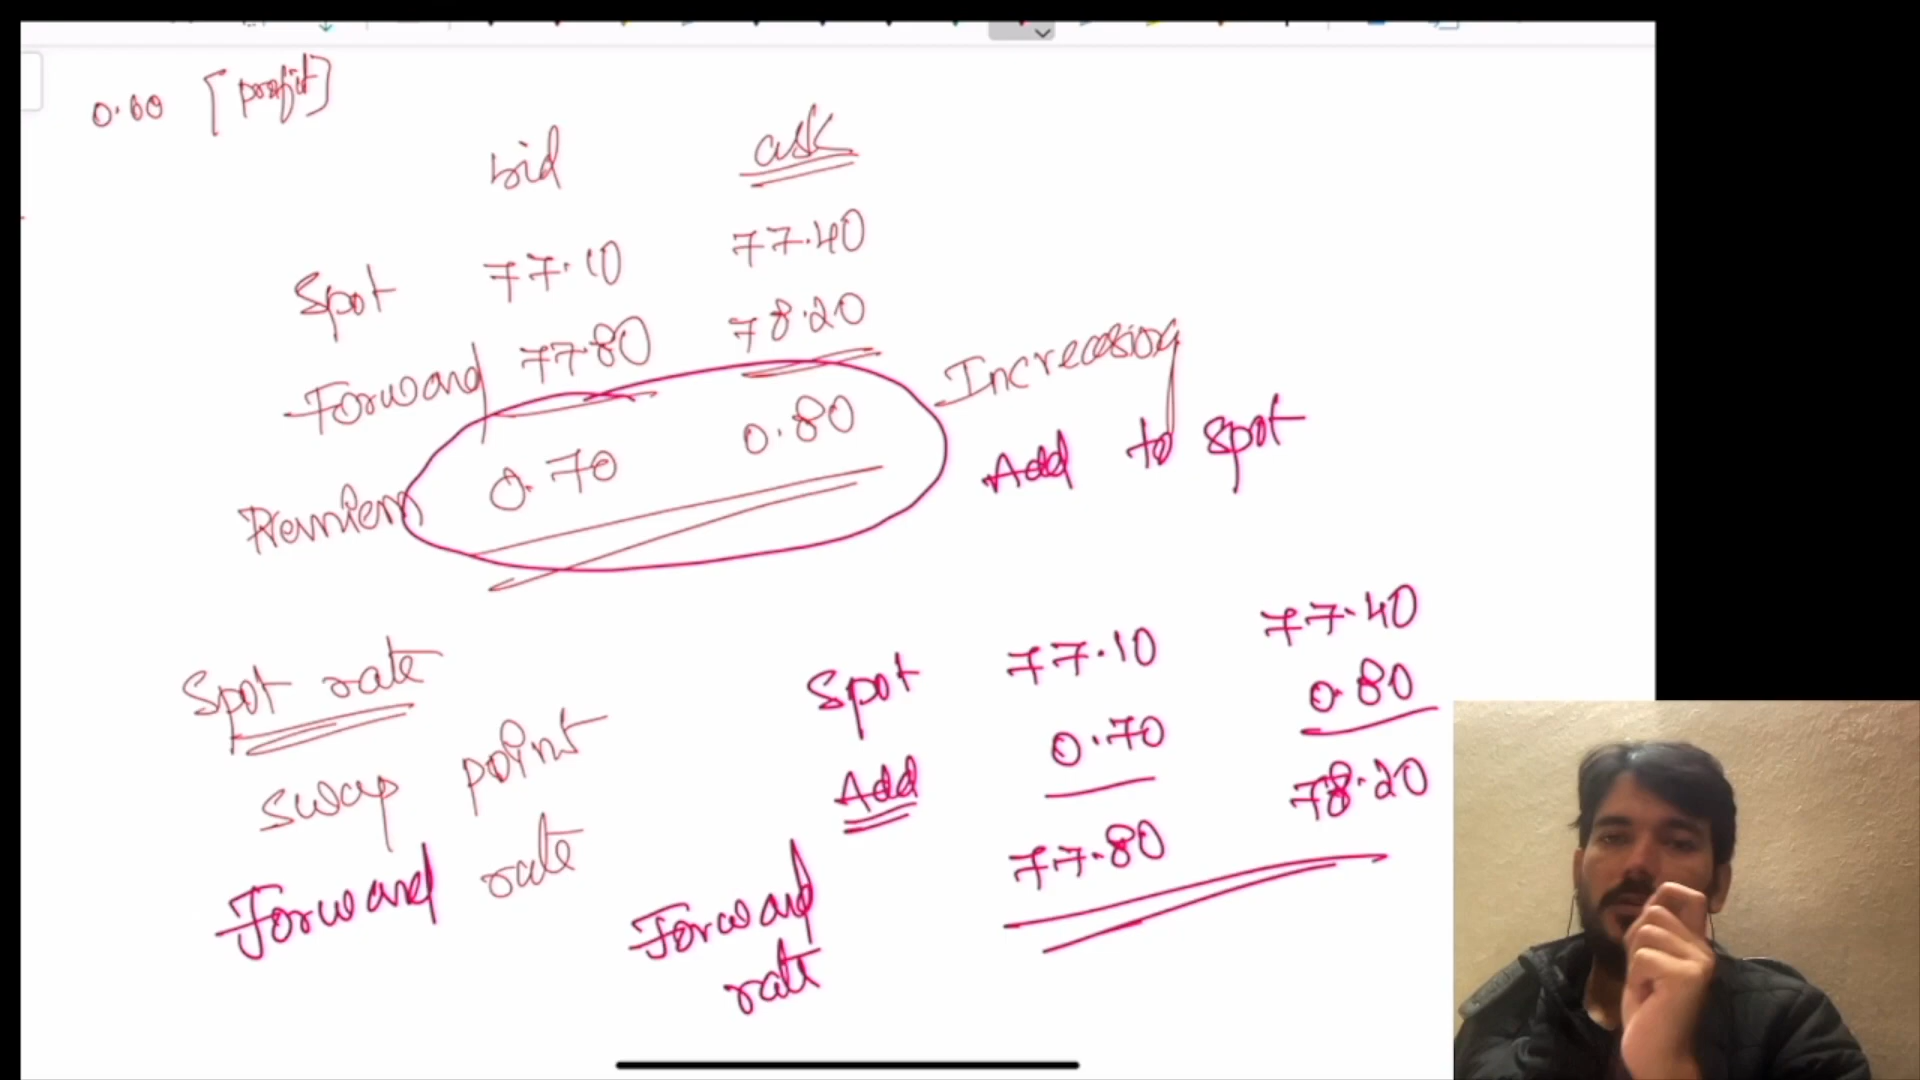 0.60 [profit]
bid ask
Spot 77.10 77.40
Forward 77.80 78.20
Increasing
0.70 0.80
Add to spot
Spot rate
swap point
Forward rate
Spot 77.10 77.40
Add 0.70 0.80
77.80 78.20
Forward
rate